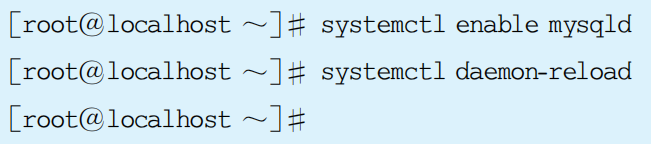 [root@localhost ~]# systemctl enable mysqld
[root@localhost ~]# systemctl daemon-reload
[root@localhost ~]#